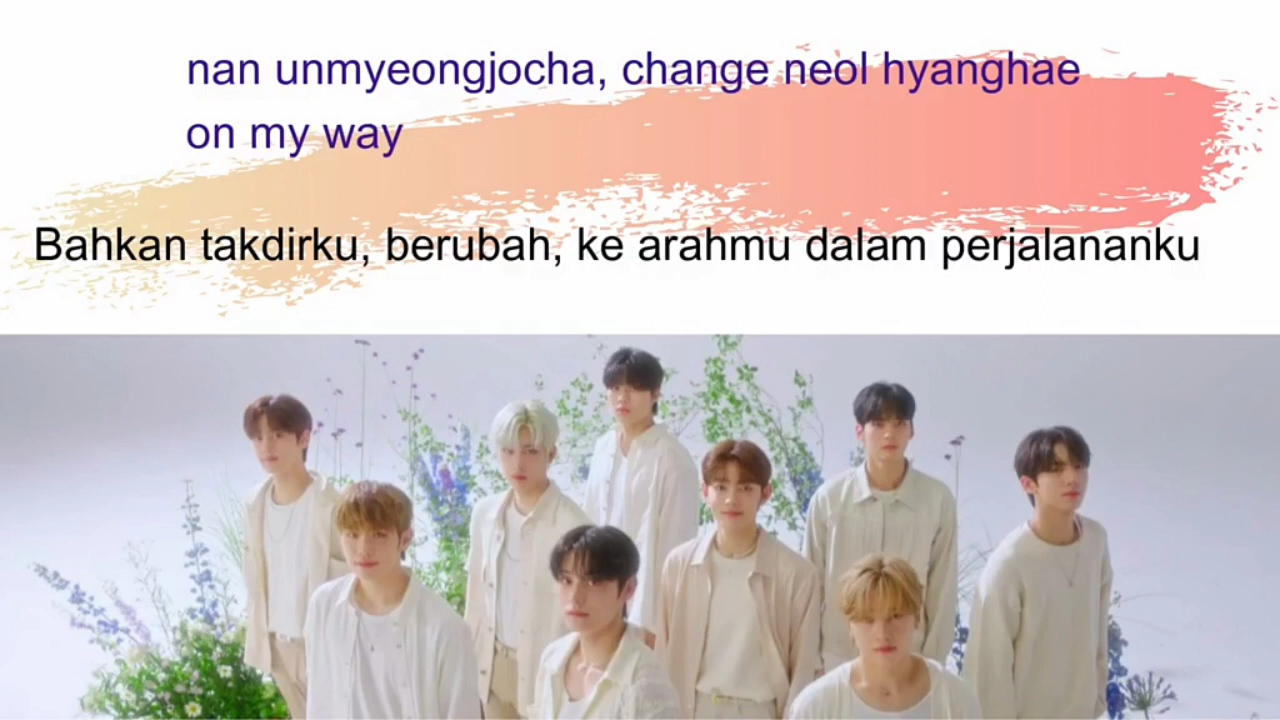 nan unmyeongjocha, change neol hyanghae
on my way
Bahkan takdirku, berubah, ke arahmu dalam perjalananku